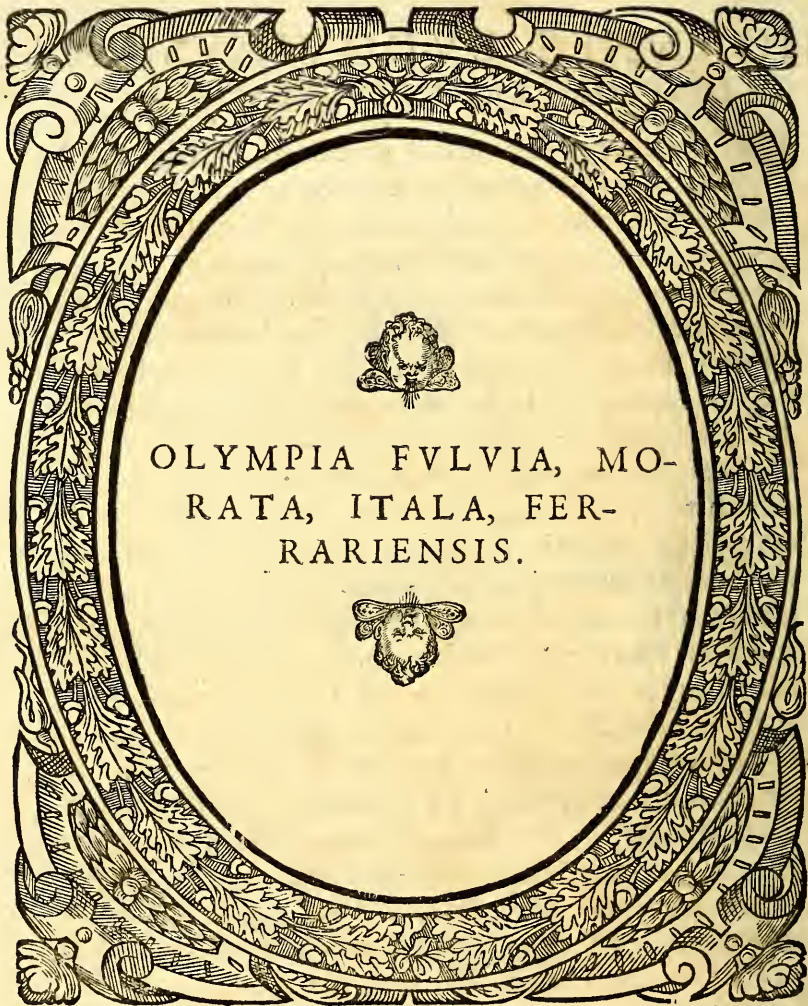 OLYMPIA FVLVIA, MO-
RATA, ITALA, FER-
RARIENSIS.